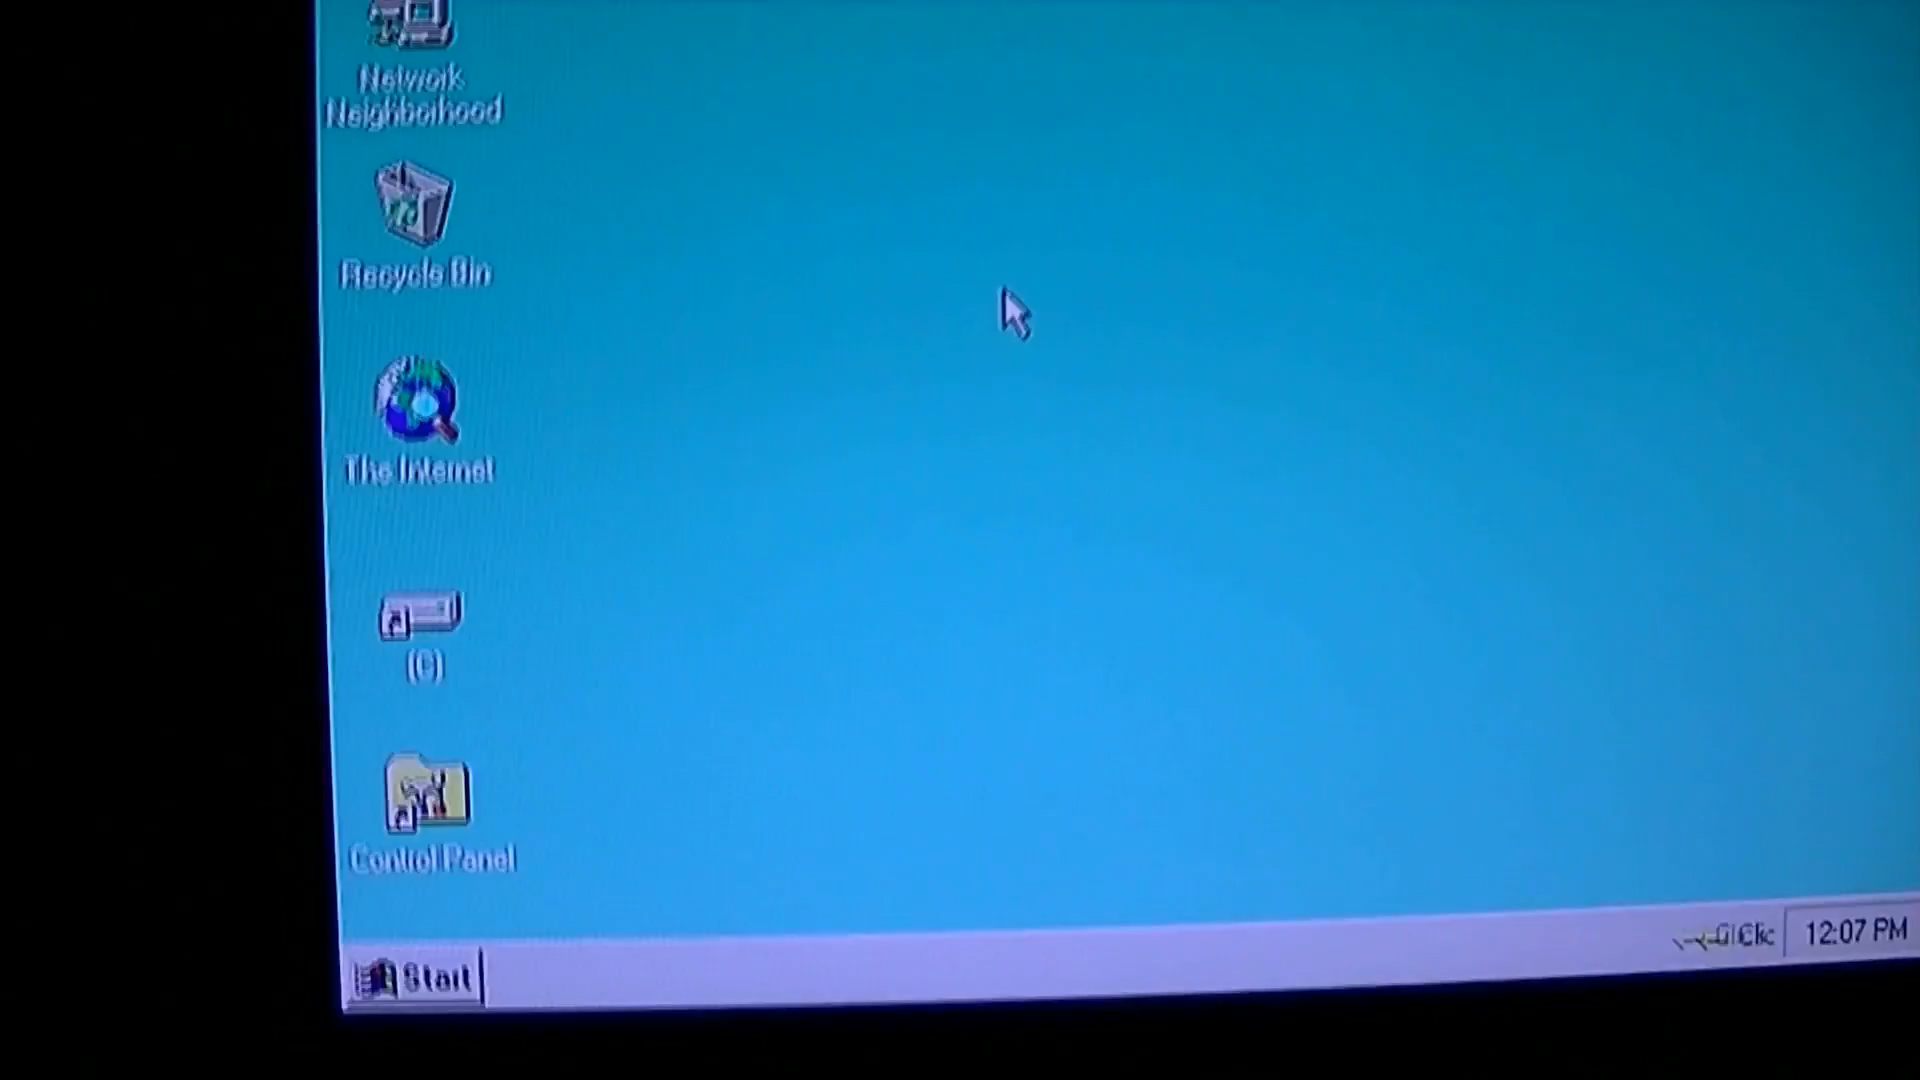 Network
Neighborhood
Recycle Bin
The Internet
(C)
Control Panel
Start
12:07 PM